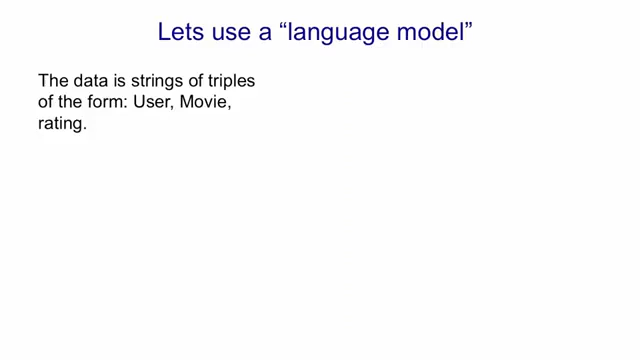 Lets use a “language model”
The data is strings of triples
of the form: User, Movie,
rating.